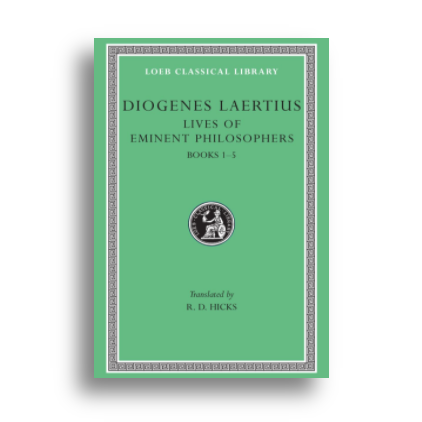 LOEB CLASSICAL LIBRARY
DIOGENES LAERTIUS
LIVES OF
EMINENT PHILOSOPHERS
BOOKS 1–5
Translated by
R. D. HICKS